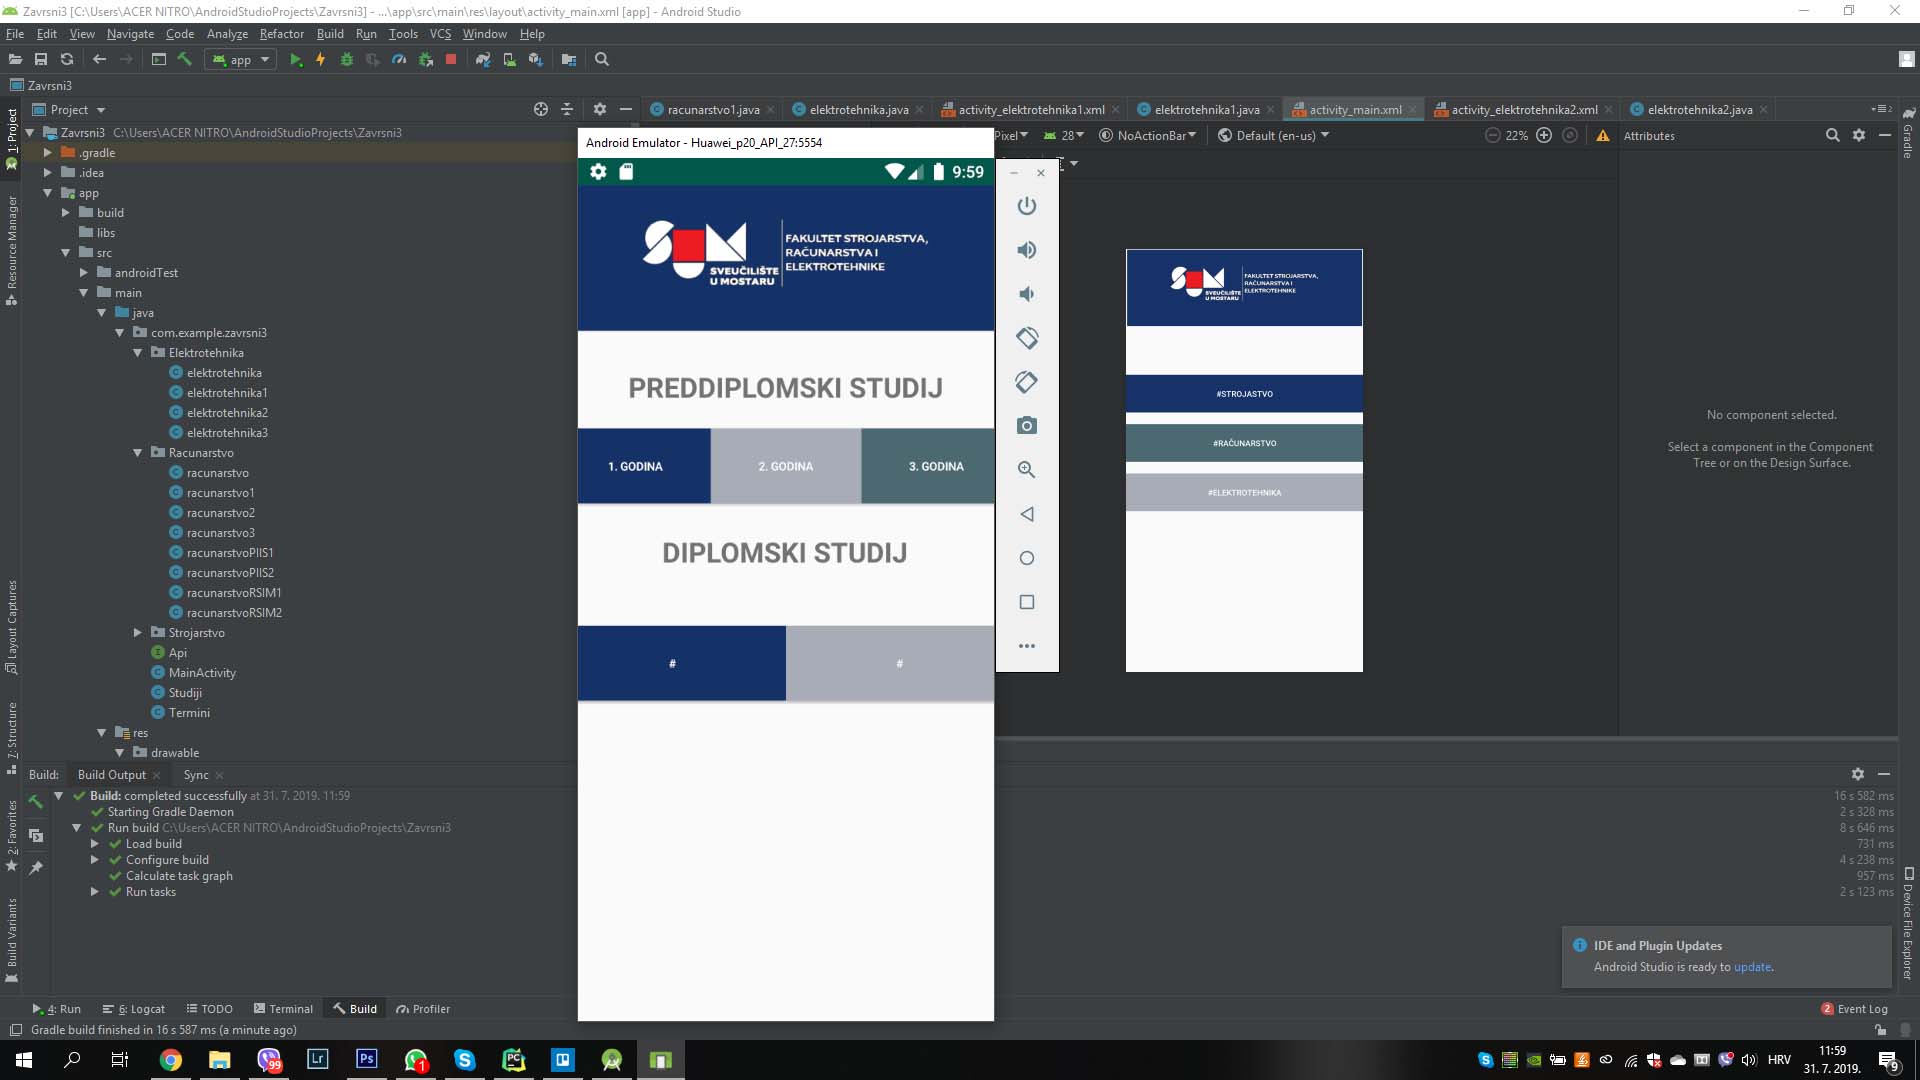 Zavrsni3 [C:\Users\ACER NITRO\AndroidStudioProjects\Zavrsni3] - ...\app\src\main\res\layout\activity_main.xml [app] - Android Studio
File Edit View Navigate Code Analyze Refactor Build Run Tools VCS Window Help
app
Zavrsni3
Project
racunarstvo1.java elektrotehnika.java activity_elektrotehnika1.xml elektrotehnika1.java activity_main.xml activity_elektrotehnika2.xml elektrotehnika2.java
Zavrsni3 C:\Users\ACER NITRO\AndroidStudioProjects\Zavrsni3
.gradle
.idea
app
build
libs
src
androidTest
main
java
com.example.zavrsni3
Elektrotehnika
elektrotehnika
elektrotehnika1
elektrotehnika2
elektrotehnika3
Racunarstvo
racunarstvo
racunarstvo1
racunarstvo2
racunarstvo3
racunarstvoPIIS1
racunarstvoPIIS2
racunarstvoRSIM1
racunarstvoRSIM2
Strojarstvo
Api
MainActivity
Studiji
Termini
res
drawable
1: Project
Resource Manager
Layout Captures
7: Structure
2: Favorites
Build Variants
Android Emulator - Huawei_p20_API_27:5554
9:59
SVEUČILIŠTE
U MOSTARU
FAKULTET STROJARSTVA,
RAČUNARSTVA I
ELEKTROTEHNIKE
PREDDIPLOMSKI STUDIJ
1. GODINA 2. GODINA 3. GODINA
DIPLOMSKI STUDIJ
# #
Pixel 28 NoActionBar Default (en-us) 22%
SVEUČILIŠTE
U MOSTARU
FAKULTET STROJARSTVA,
RAČUNARSTVA I
ELEKTROTEHNIKE
#STROJASTVO
#RAČUNARSTVO
#ELEKTROTEHNIKA
Attributes
No component selected.
Select a component in the Component
Tree or on the Design Surface.
Gradle
Device File Explorer
Build: Build Output Sync
Build: completed successfully at 31. 7. 2019. 11:59 16 s 582 ms
Starting Gradle Daemon 2 s 328 ms
Run build C:\Users\ACER NITRO\AndroidStudioProjects\Zavrsni3 8 s 646 ms
Load build 731 ms
Configure build 4 s 238 ms
Calculate task graph 957 ms
Run tasks 2 s 123 ms
IDE and Plugin Updates
Android Studio is ready to update.
4: Run 6: Logcat TODO Terminal Build Profiler 2 Event Log
Gradle build finished in 16 s 587 ms (a minute ago)
99 Lr Ps 1 PC
HRV
11:59
31. 7. 2019.
9